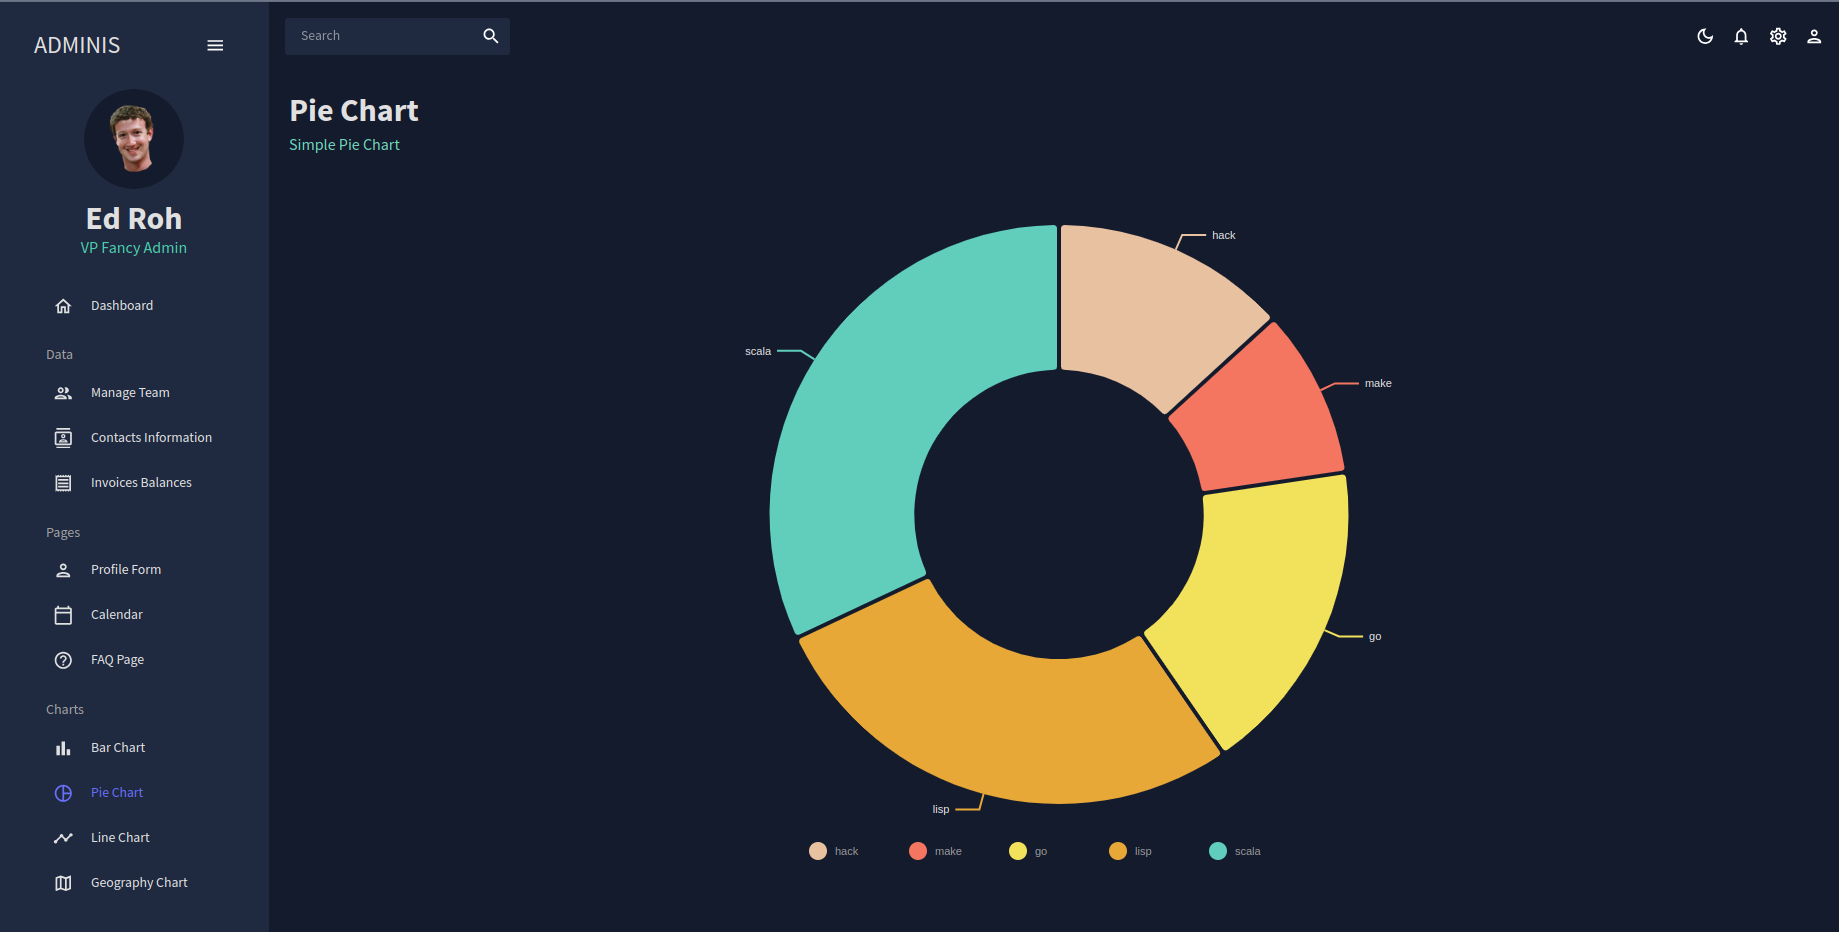 ADMINIS
Search
Ed Roh
VP Fancy Admin
Dashboard
Data
Manage Team
Contacts Information
Invoices Balances
Pages
Profile Form
Calendar
FAQ Page
Charts
Bar Chart
Pie Chart
Line Chart
Geography Chart
Pie Chart
Simple Pie Chart
hack
scala
make
go
lisp
hack make go lisp scala